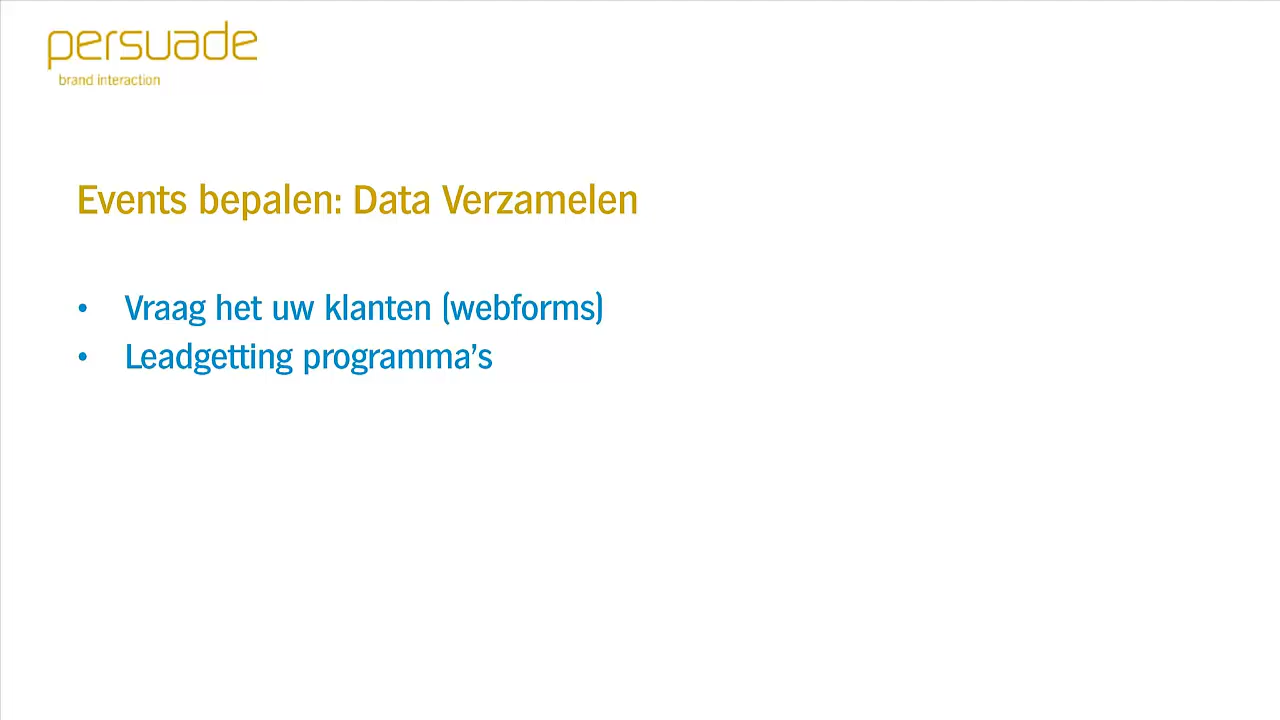 persuade
brand interaction
Events bepalen: Data Verzamelen
• Vraag het uw klanten (webforms)
• Leadgetting programma’s